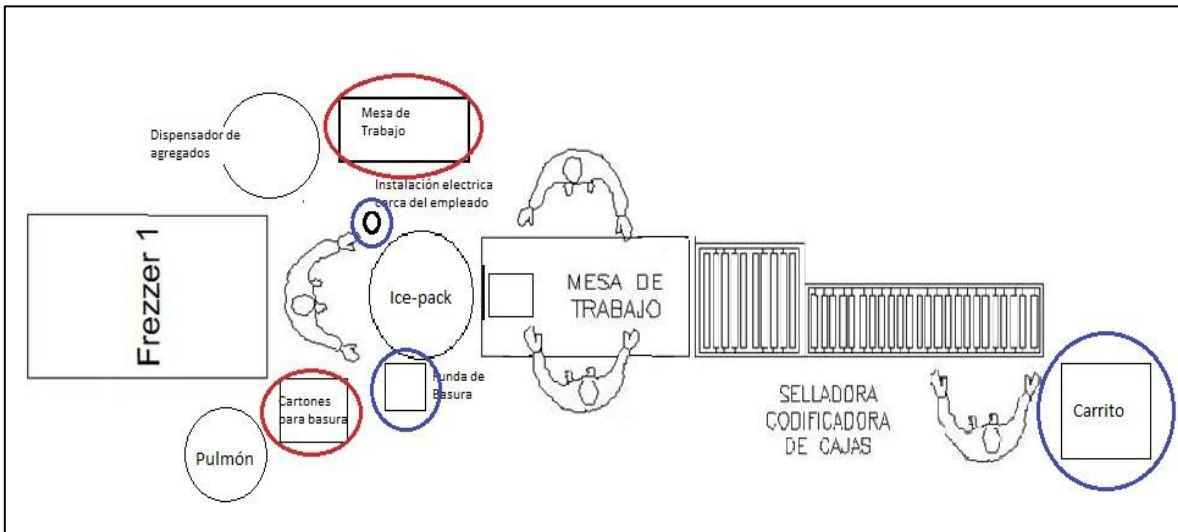 Mesa de
Trabajo
Dispensador de
agregados
Instalación electrica
cerca del empleado
Frezzer 1
Ice-pack
MESA DE
TRABAJO
Funda de
Basura
Cartones
para basura
Pulmón
SELLADORA
CODIFICADORA
DE CAJAS
Carrito